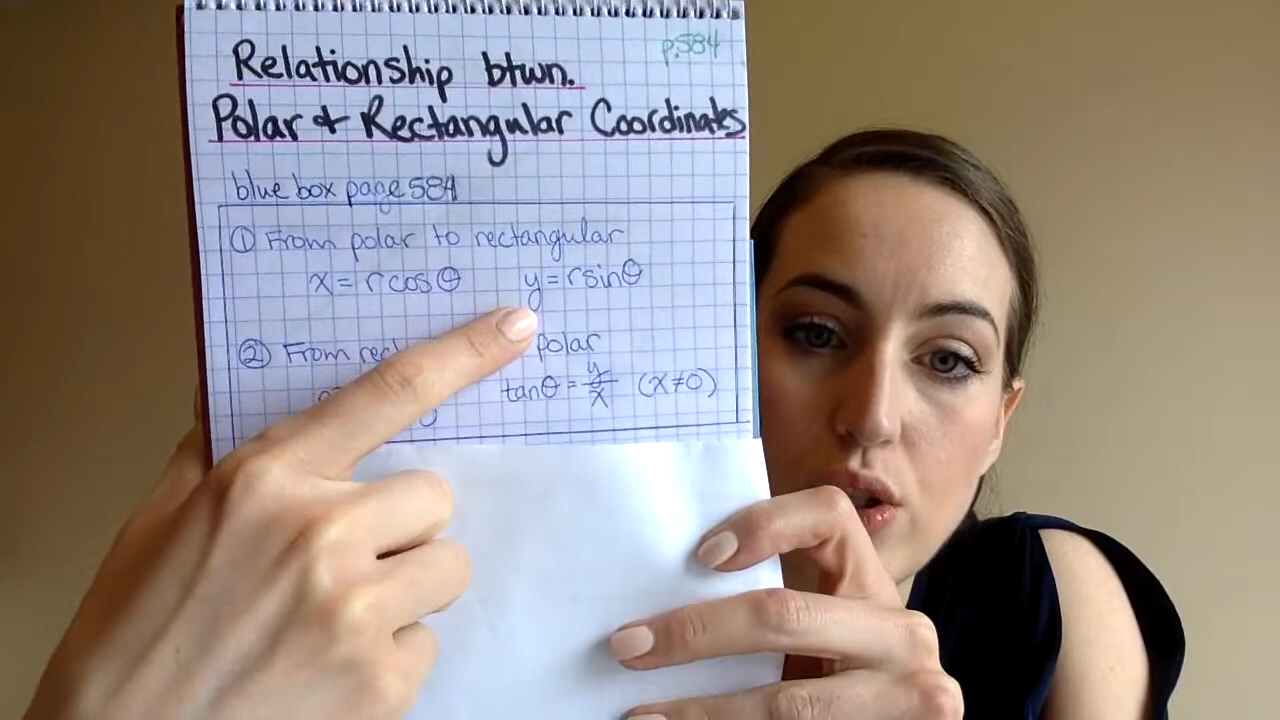 p.584
Relationship btwn.
Polar & Rectangular Coordinates
blue box page 584
① From polar to rectangular
x = r cos θ y = r sin θ
② From polar
tan θ = y/x (x ≠ 0)